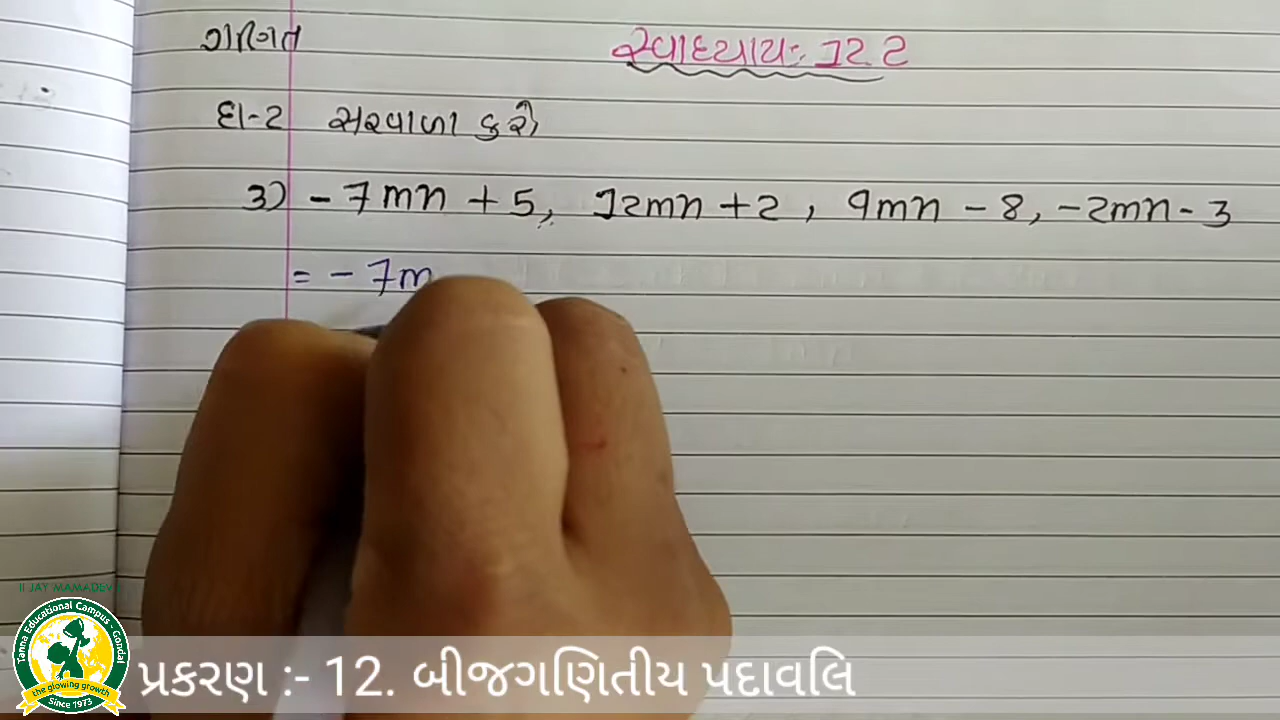 ગણિત
સ્વાધ્યાય:- 12.2
દા-2 સરવાળા કરો
3) - 7mn + 5, 12mn + 2, 9mn - 8, -2mn - 3
= - 7m
II JAY MAMADEV II
Tanna Educational Campus - Gondal
the glowing growth
Since 1973
પ્રકરણ :- 12. બીજગણિતીય પદાવલિ